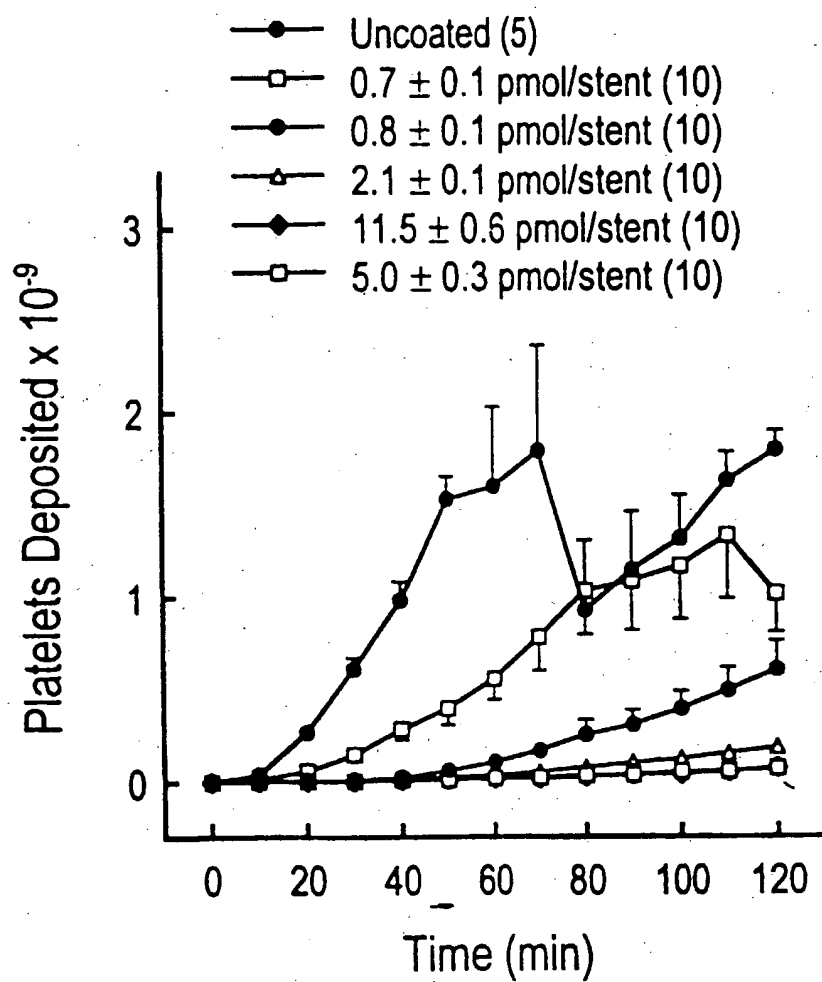 Uncoated (5)
0.7 ± 0.1 pmol/stent (10)
0.8 ± 0.1 pmol/stent (10)
2.1 ± 0.1 pmol/stent (10)
11.5 ± 0.6 pmol/stent (10)
5.0 ± 0.3 pmol/stent (10)
Platelets Deposited x 10⁻⁹
3
2
1
0
0 20 40 60 80 100 120
Time (min)